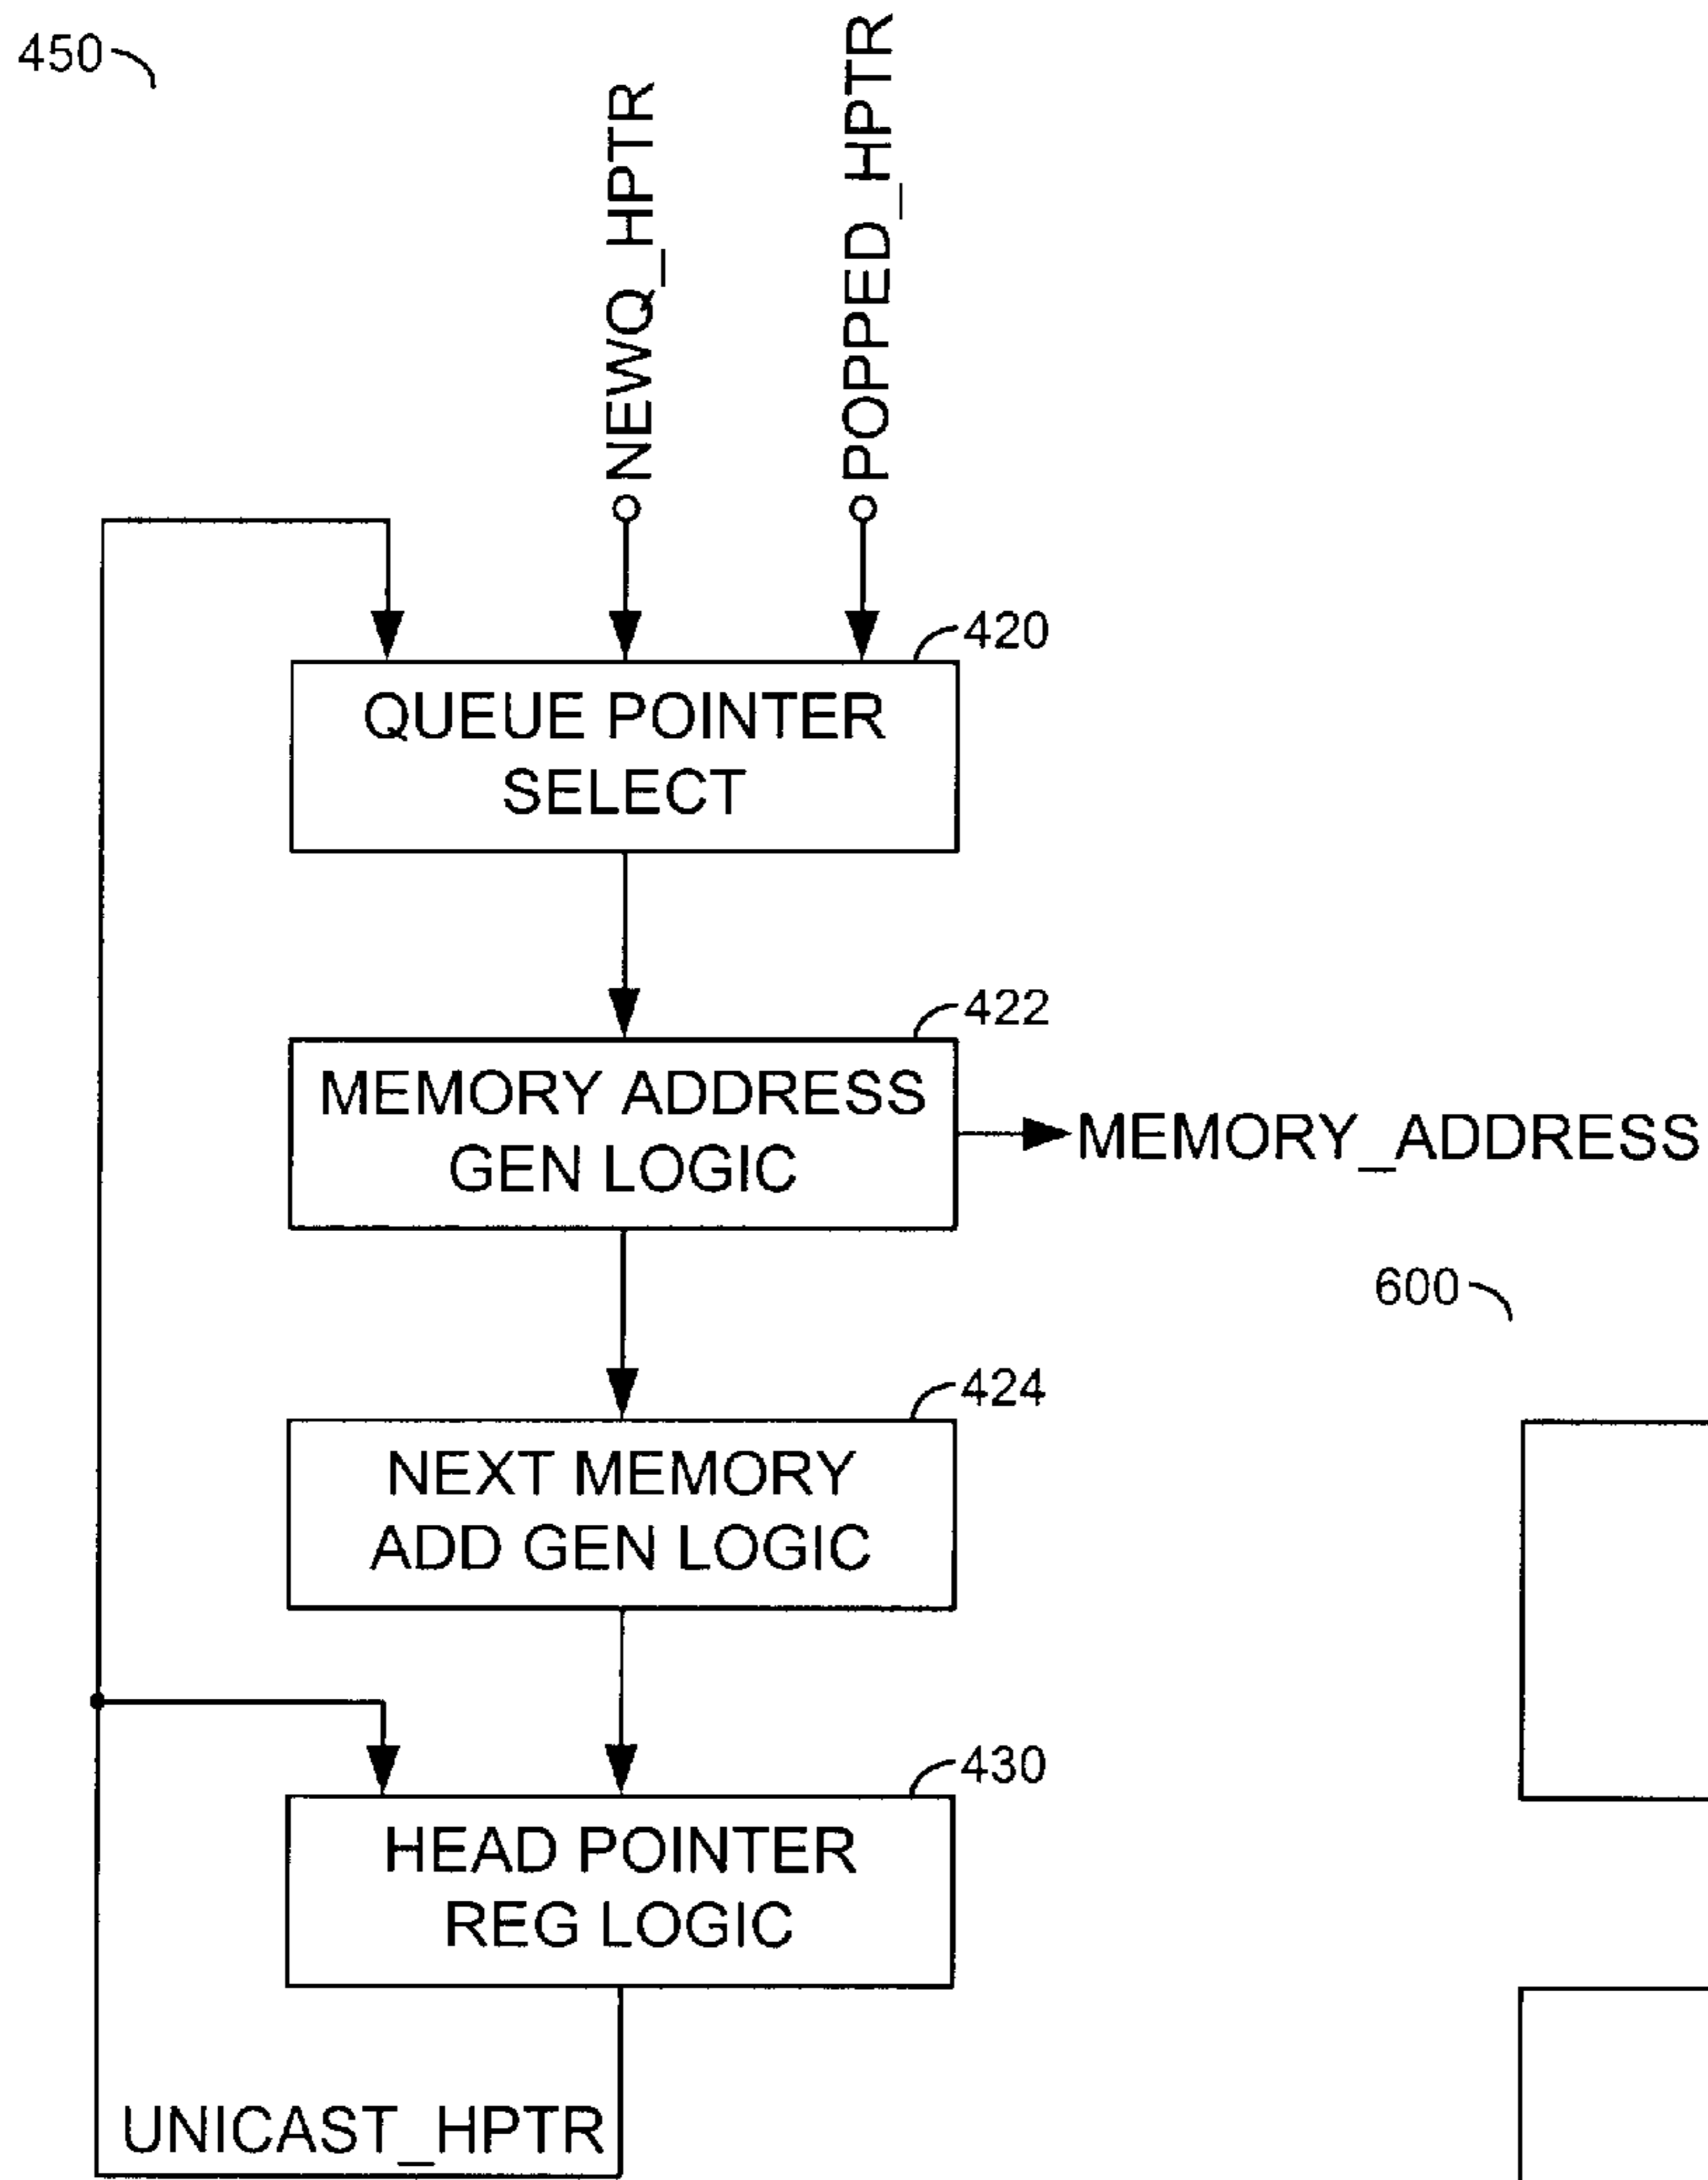 450
NEWQ_HPTR
POPPED_HPTR
420
QUEUE POINTER
SELECT
422
MEMORY ADDRESS
GEN LOGIC
MEMORY_ADDRESS
600
424
NEXT MEMORY
ADD GEN LOGIC
430
HEAD POINTER
REG LOGIC
UNICAST_HPTR